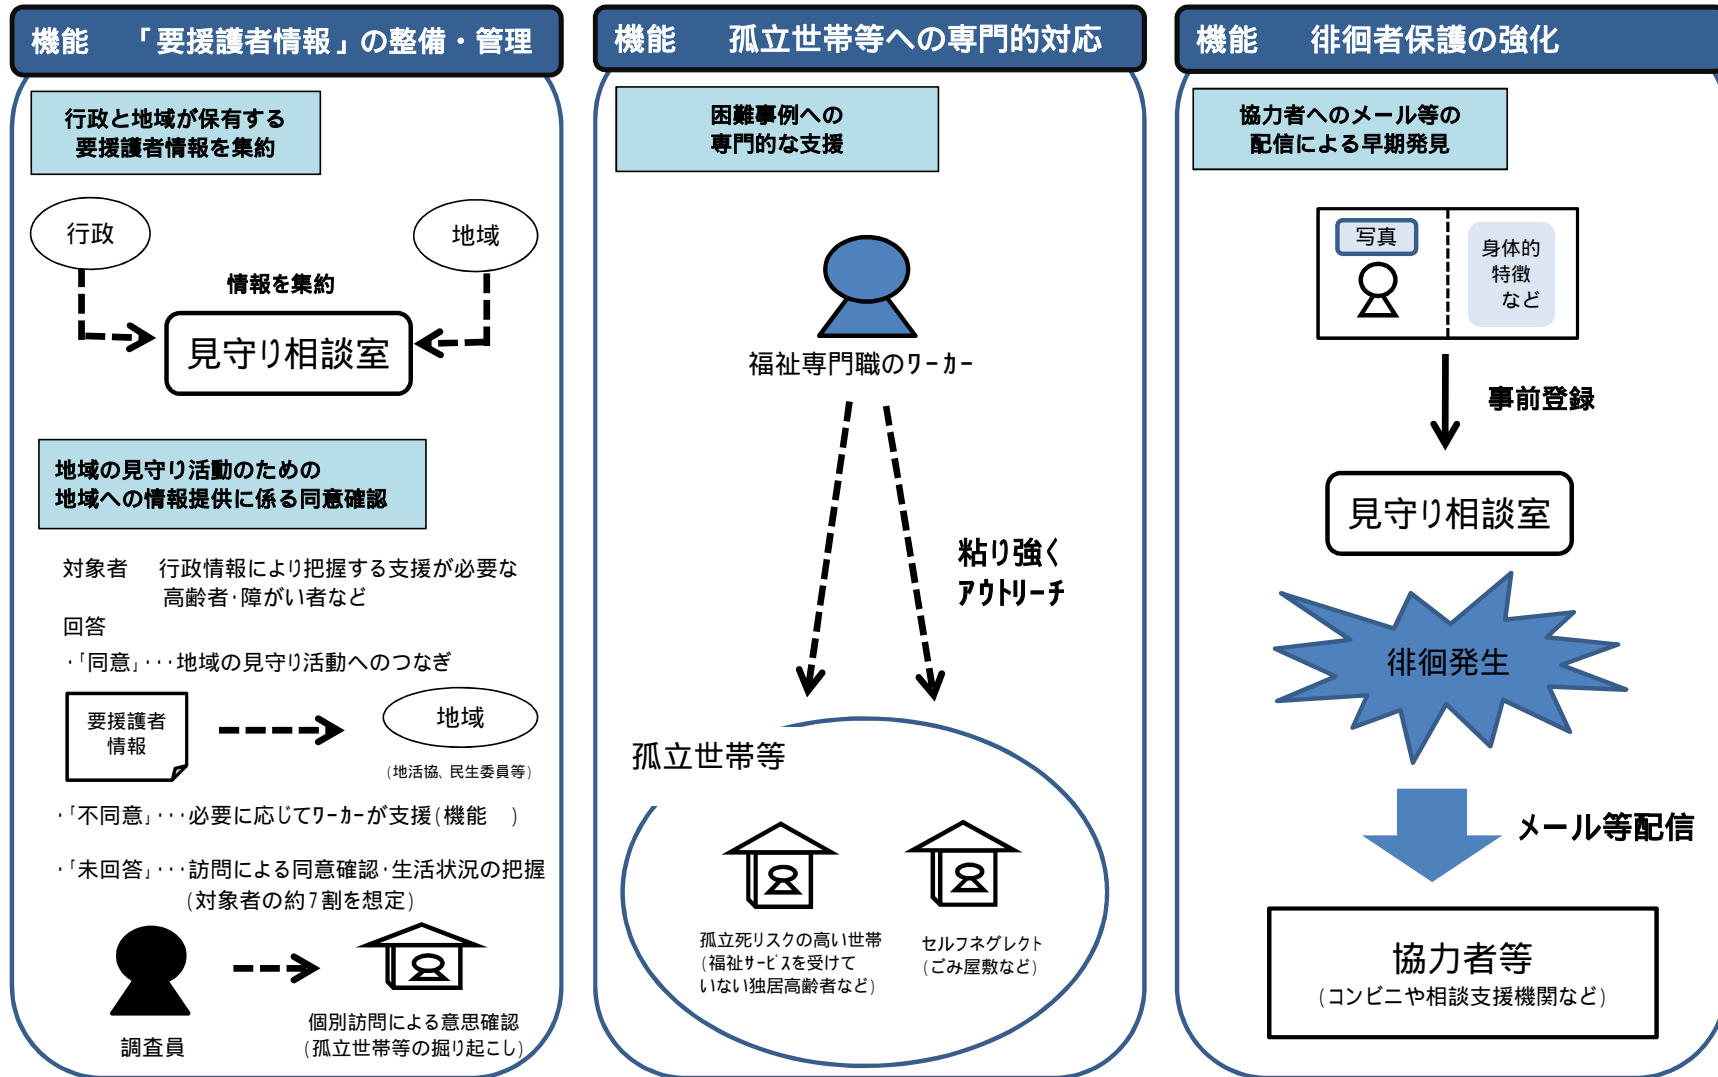 機能　「要援護者情報」の整備・管理
行政と地域が保有する
要援護者情報を集約
行政
地域
情報を集約
見守り相談室
地域の見守り活動のための
地域への情報提供に係る同意確認
対象者　行政情報により把握する支援が必要な
高齢者・障がい者など
回答
・「同意」・・・地域の見守り活動へのつなぎ
要援護者
情報
地域
(地活協、民生委員等)
・「不同意」・・・必要に応じてワーカーが支援(機能　)
・「未回答」・・・訪問による同意確認・生活状況の把握
(対象者の約7割を想定)
調査員
個別訪問による意思確認
(孤立世帯等の掘り起こし)
機能　孤立世帯等への専門的対応
困難事例への
専門的な支援
福祉専門職のワーカー
粘り強く
アウトリーチ
孤立世帯等
孤立死リスクの高い世帯
(福祉サービスを受けて
いない独居高齢者など)
セルフネグレクト
(ごみ屋敷など)
機能　徘徊者保護の強化
協力者へのメール等の
配信による早期発見
写真
身体的
特徴
など
事前登録
見守り相談室
徘徊発生
メール等配信
協力者等
(コンビニや相談支援機関など)